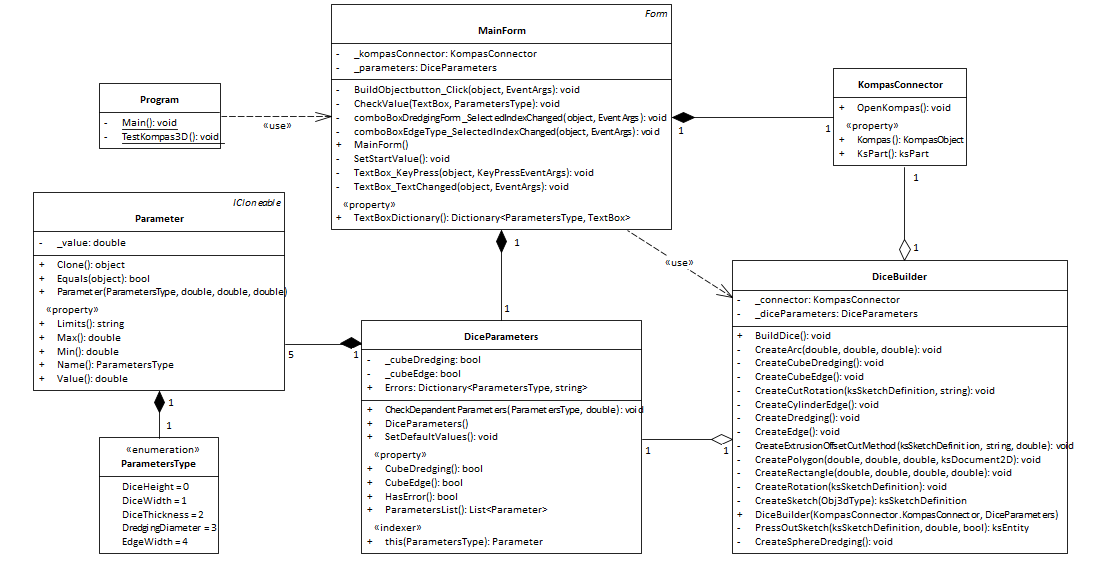 Form
MainForm
- _kompasConnector: KompasConnector
- _parameters: DiceParameters
- BuildObjectbutton_Click(object, EventArgs): void
- CheckValue(TextBox, ParametersType): void
- comboBoxDredgingForm_SelectedIndexChanged(object, EventArgs): void
- comboBoxEdgeType_SelectedIndexChanged(object, EventArgs): void
+ MainForm()
- SetStartValue(): void
- TextBox_KeyPress(object, KeyPressEventArgs): void
- TextBox_TextChanged(object, EventArgs): void
«property»
+ TextBoxDictionary(): Dictionary<ParametersType, TextBox>
Program
- Main(): void
- TestKompas3D(): void
«use»
1
1
KompasConnector
+ OpenKompas(): void
«property»
+ Kompas(): KompasObject
+ KsPart(): ksPart
1
1
ICloneable
Parameter
- _value: double
+ Clone(): object
+ Equals(object): bool
+ Parameter(ParametersType, double, double, double)
«property»
+ Limits(): string
+ Max(): double
+ Min(): double
+ Name(): ParametersType
+ Value(): double
1
1
«enumeration»
ParametersType
DiceHeight = 0
DiceWidth = 1
DiceThickness = 2
DredgingDiameter = 3
EdgeWidth = 4
1
1
5
1
DiceParameters
- _cubeDredging: bool
- _cubeEdge: bool
+ Errors: Dictionary<ParametersType, string>
+ CheckDepandentParameters(ParametersType, double): void
+ DiceParameters()
+ SetDefaultValues(): void
«property»
+ CubeDredging(): bool
+ CubeEdge(): bool
+ HasError(): bool
+ ParametersList(): List<Parameter>
«indexer»
+ this(ParametersType): Parameter
1
1
«use»
DiceBuilder
- _connector: KompasConnector
- _diceParameters: DiceParameters
+ BuildDice(): void
- CreateArc(double, double, double): void
- CreateCubeDredging(): void
- CreateCubeEdge(): void
- CreateCutRotation(ksSketchDefinition, string): void
- CreateCylinderEdge(): void
- CreateDredging(): void
- CreateEdge(): void
- CreateExtrusionOffsetCutMethod(ksSketchDefinition, string, double): void
- CreatePolygon(double, double, double, ksDocument2D): void
- CreateRectangle(double, double, double, double): void
- CreateRotation(ksSketchDefinition): void
- CreateSketch(Obj3dType): ksSketchDefinition
+ DiceBuilder(KompasConnector.KompasConnector, DiceParameters)
- PressOutSketch(ksSketchDefinition, double, bool): ksEntity
- CreateSphereDredging(): void